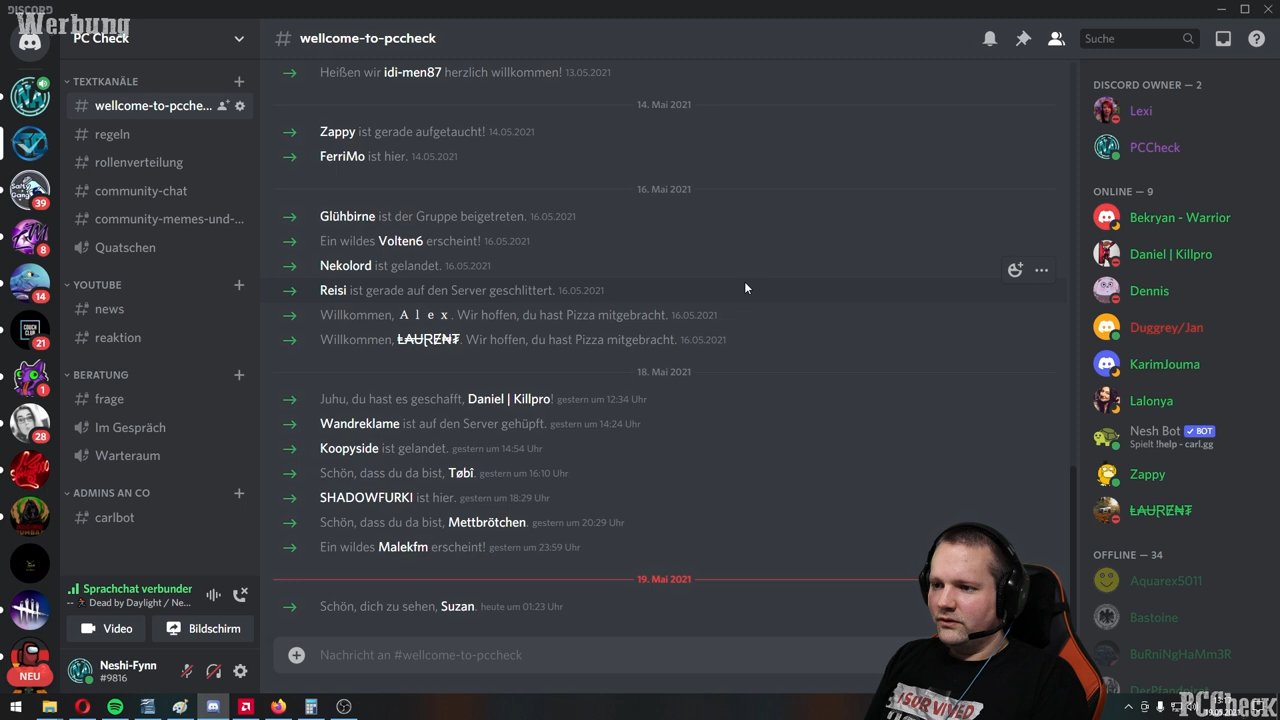 DISCORD
Werbung
PC Check
wellcome-to-pccheck
Suche
TEXTKANÄLE
wellcome-to-pcche...
regeln
rollenverteilung
community-chat
community-memes-und-...
Quatschen
YOUTUBE
news
reaktion
BERATUNG
frage
Im Gespräch
Warteraum
ADMINS AN CO
carlbot
Sprachchat verbunder
-- Dead by Daylight / Ne...
Video
Bildschirm
Neshi-Fynn
#9816
39
8
14
21
1
28
NEU
Heißen wir idi-men87 herzlich willkommen! 13.05.2021
14. Mai 2021
Zappy ist gerade aufgetaucht! 14.05.2021
FerriMo ist hier. 14.05.2021
16. Mai 2021
Glühbirne ist der Gruppe beigetreten. 16.05.2021
Ein wildes Volten6 erscheint! 16.05.2021
Nekolord ist gelandet. 16.05.2021
Reisi ist gerade auf den Server geschlittert. 16.05.2021
Willkommen, A l e x. Wir hoffen, du hast Pizza mitgebracht. 16.05.2021
Willkommen, ⱠAUⱤɆ₦₮. Wir hoffen, du hast Pizza mitgebracht. 16.05.2021
18. Mai 2021
Juhu, du hast es geschafft, Daniel | Killpro! gestern um 12:34 Uhr
Wandreklame ist auf den Server gehüpft. gestern um 14:24 Uhr
Koopyside ist gelandet. gestern um 14:54 Uhr
Schön, dass du da bist, Tøbî. gestern um 16:10 Uhr
SHADOWFURKI ist hier. gestern um 18:29 Uhr
Schön, dass du da bist, Mettbrötchen. gestern um 20:29 Uhr
Ein wildes Malekfm erscheint! gestern um 23:59 Uhr
19. Mai 2021
Schön, dich zu sehen, Suzan. heute um 01:23 Uhr
Nachricht an #wellcome-to-pccheck
DISCORD OWNER — 2
Lexi
PCCheck
ONLINE — 9
Bekryan - Warrior
Daniel | Killpro
Dennis
Duggrey/Jan
KarimJouma
Lalonya
Nesh Bot BOT
Spielt !help - carl.gg
Zappy
ⱠAUⱤɆ₦₮
OFFLINE — 34
Aquarex5011
Bastoine
BuRniNgHaMm3R
DerPfandpirat
SURVIVED
PCCheck